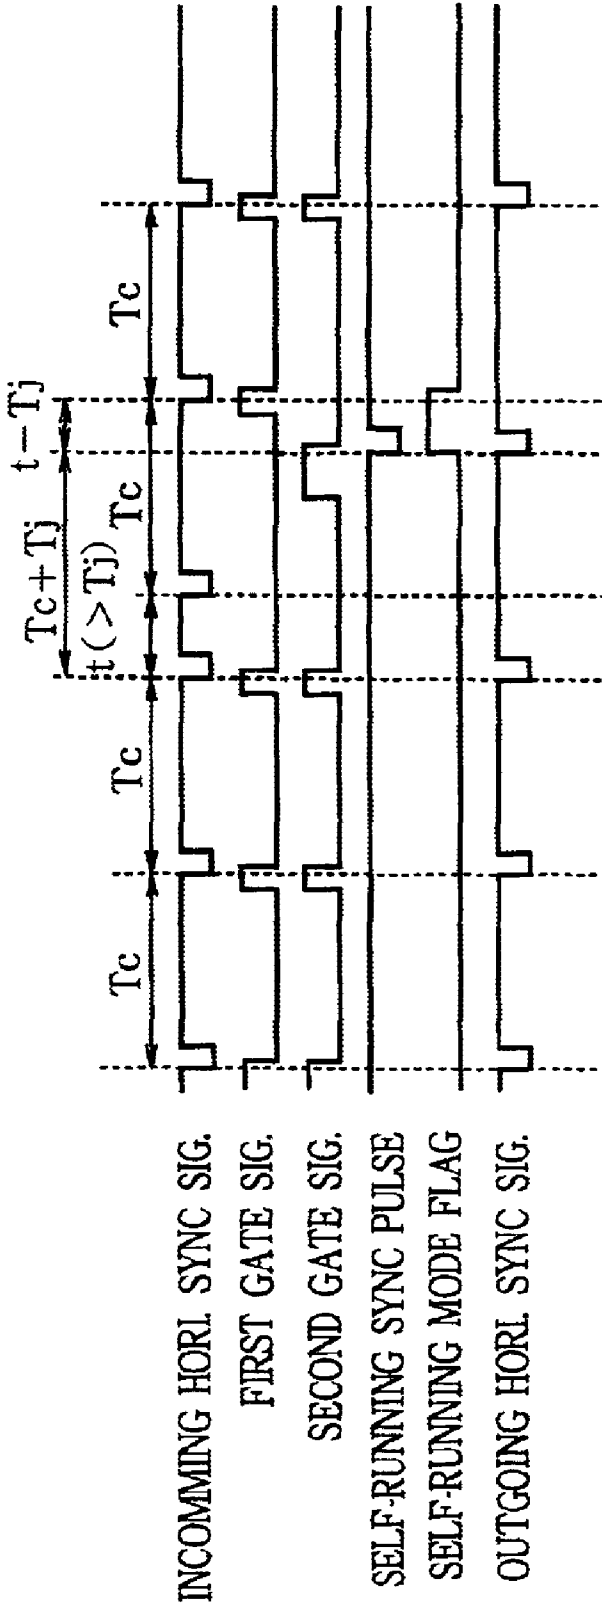 Tc
Tc
Tc+Tj
t−Tj
t(>Tj)
Tc
Tc
INCOMMING HORI. SYNC SIG.
FIRST GATE SIG.
SECOND GATE SIG.
SELF-RUNNING SYNC PULSE
SELF-RUNNING MODE FLAG
OUTGOING HORI. SYNC SIG.